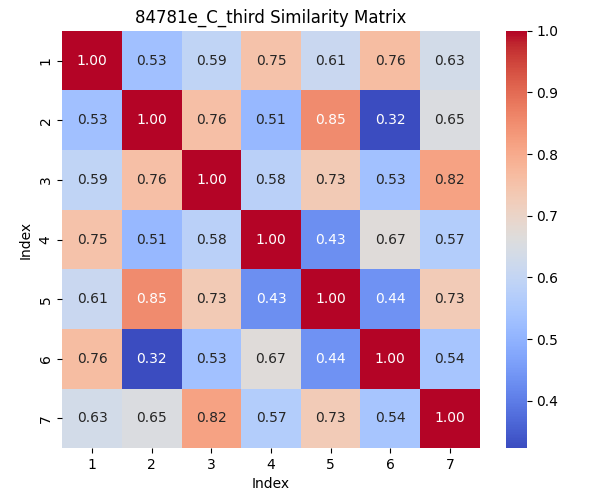 84781e_C_third Similarity Matrix
1 1.00 0.53 0.59 0.75 0.61 0.76 0.63
2 0.53 1.00 0.76 0.51 0.85 0.32 0.65
3 0.59 0.76 1.00 0.58 0.73 0.53 0.82
4 0.75 0.51 0.58 1.00 0.43 0.67 0.57
5 0.61 0.85 0.73 0.43 1.00 0.44 0.73
6 0.76 0.32 0.53 0.67 0.44 1.00 0.54
7 0.63 0.65 0.82 0.57 0.73 0.54 1.00
1 2 3 4 5 6 7
Index
Index
1.0
0.9
0.8
0.7
0.6
0.5
0.4